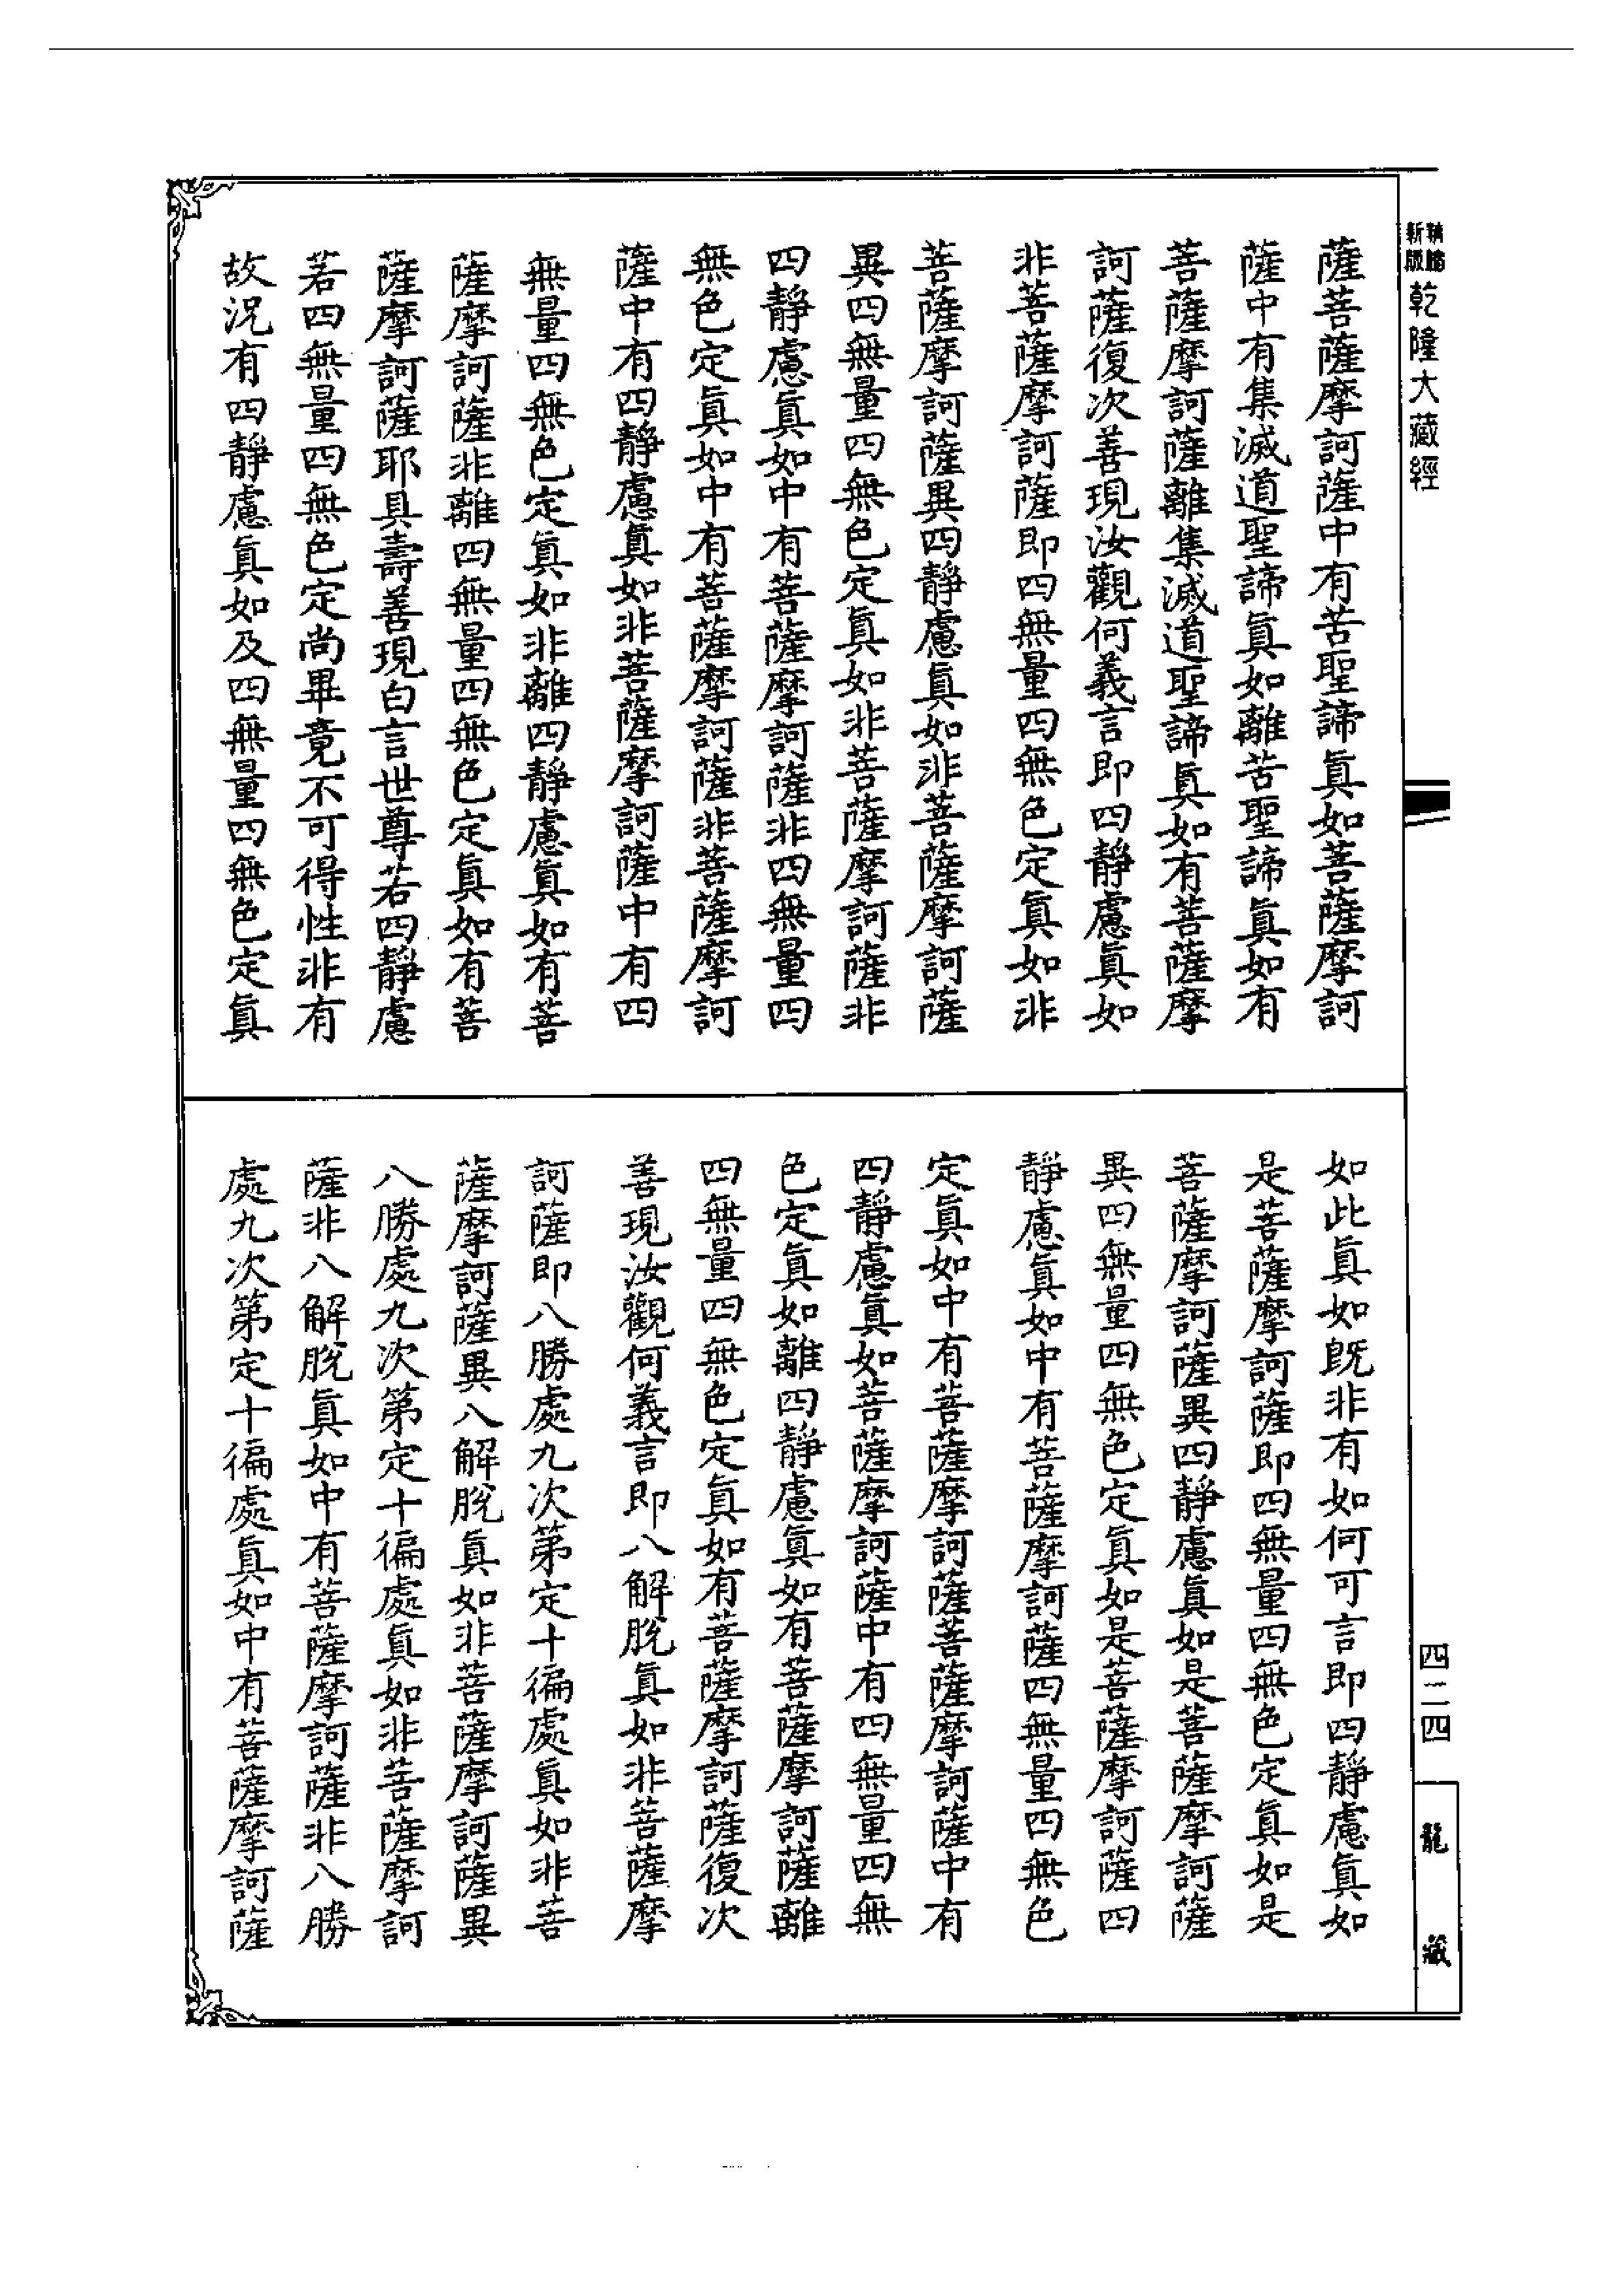 新編
縮版
乾隆大藏經
薩菩薩摩訶薩中有苦聖諦眞如菩薩摩訶
薩中有集滅道聖諦眞如離苦聖諦眞如有
菩薩摩訶薩離集滅道聖諦眞如有菩薩摩
訶薩復次善現汝觀何義言即四靜慮眞如
非菩薩摩訶薩即四無量四無色定眞如非
菩薩摩訶薩異四靜慮眞如非菩薩摩訶薩
異四無量四無色定眞如非菩薩摩訶薩非
四靜慮眞如中有菩薩摩訶薩非四無量四
無色定眞如中有菩薩摩訶薩非菩薩摩訶
薩中有四靜慮眞如非菩薩摩訶薩中有四
無量四無色定眞如非離四靜慮眞如有菩
薩摩訶薩非離四無量四無色定眞如有菩
薩摩訶薩耶具壽善現白言世尊若四靜慮
若四無量四無色定尚畢竟不可得性非有
故況有四靜慮眞如及四無量四無色定眞
如此眞如既非有如何可言即四靜慮眞如
是菩薩摩訶薩即四無量四無色定眞如是
菩薩摩訶薩異四靜慮眞如是菩薩摩訶薩
異四無量四無色定眞如是菩薩摩訶薩四
靜慮眞如中有菩薩摩訶薩四無量四無色
定眞如中有菩薩摩訶薩菩薩摩訶薩中有
四靜慮眞如菩薩摩訶薩中有四無量四無
色定眞如離四靜慮眞如有菩薩摩訶薩離
四無量四無色定眞如有菩薩摩訶薩復次
善現汝觀何義言即八解脫眞如非菩薩摩
訶薩即八勝處九次第定十徧處眞如非菩
薩摩訶薩異八解脫眞如非菩薩摩訶薩異
八勝處九次第定十徧處眞如非菩薩摩訶
薩非八解脫眞如中有菩薩摩訶薩非八勝
處九次第定十徧處眞如中有菩薩摩訶薩
四二四
龍藏